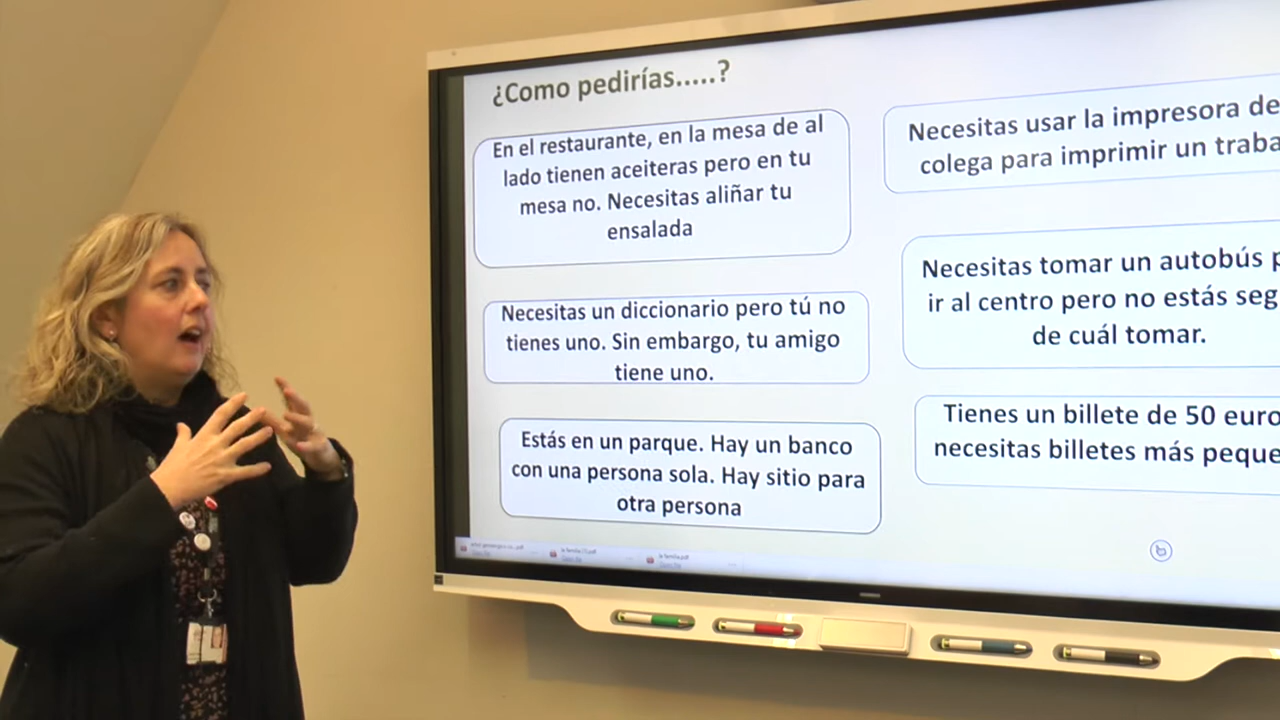 ¿Como pedirías.....?
En el restaurante, en la mesa de al
lado tienen aceiteras pero en tu
mesa no. Necesitas aliñar tu
ensalada
Necesitas un diccionario pero tú no
tienes uno. Sin embargo, tu amigo
tiene uno.
Estás en un parque. Hay un banco
con una persona sola. Hay sitio para
otra persona
Necesitas usar la impresora de
colega para imprimir un traba
Necesitas tomar un autobús p
ir al centro pero no estás seg
de cuál tomar.
Tienes un billete de 50 euro
necesitas billetes más peque